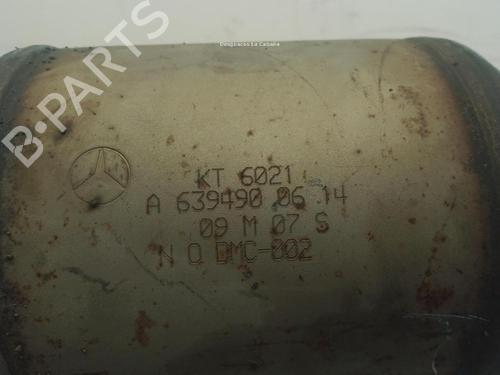 Desguaces La Cabaña
B-PARTS
KT 6021
A 639490 06 14
09 M 07 S
N Q DMC-002